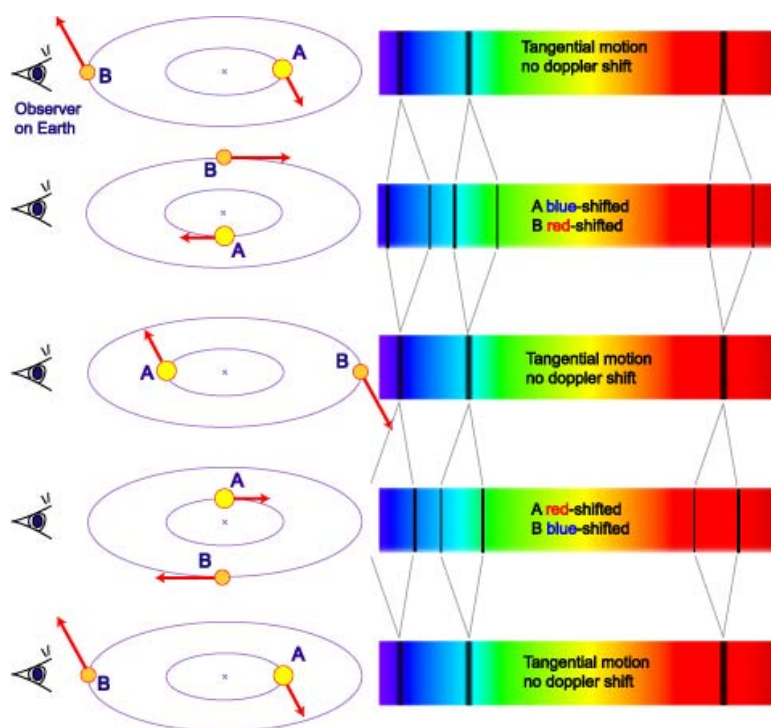 A
B
Tangential motion
no doppler shift
Observer
on Earth
B
A
A blue-shifted
B red-shifted
A
B
Tangential motion
no doppler shift
A
B
A red-shifted
B blue-shifted
A
B
Tangential motion
no doppler shift